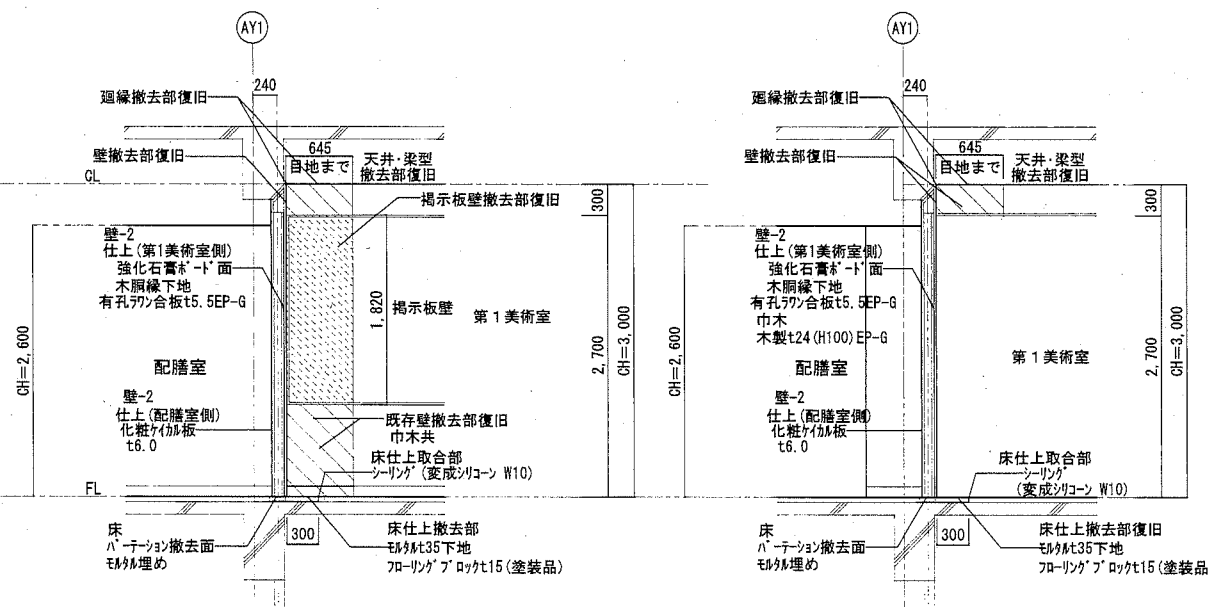 AY1
240
廻縁撤去部復旧
645
目地まで
天井・梁型
撤去部復旧
壁撤去部復旧
CL
掲示板壁撤去部復旧
300
壁-2
仕上(第1美術室側)
強化石膏ボード面
木胴縁下地
有孔ラワン合板t5.5EP-G
1,820
掲示板壁
第1美術室
CH=2,600
2,700
CH=3,000
配膳室
壁-2
仕上(配膳室側)
化粧ケイカル板
t6.0
既存壁撤去部復旧
巾木共
床仕上取合部
シーリング(変成シリコーン W10)
FL
床
パーテーション撤去面
モルタル埋め
300
床仕上撤去部
モルタルt35下地
フローリングブロックt15(塗装品)
AY1
240
廻縁撤去部復旧
645
目地まで
天井・梁型
撤去部復旧
壁撤去部復旧
300
壁-2
仕上(第1美術室側)
強化石膏ボード面
木胴縁下地
有孔ラワン合板t5.5EP-G
巾木
木製t24(H100)EP-G
第1美術室
CH=2,600
2,700
CH=3,000
配膳室
壁-2
仕上(配膳室側)
化粧ケイカル板
t6.0
床仕上取合部
シーリング
(変成シリコーン W10)
床
パーテーション撤去面
モルタル埋め
300
床仕上撤去部復旧
モルタルt35下地
フローリングブロックt15(塗装品